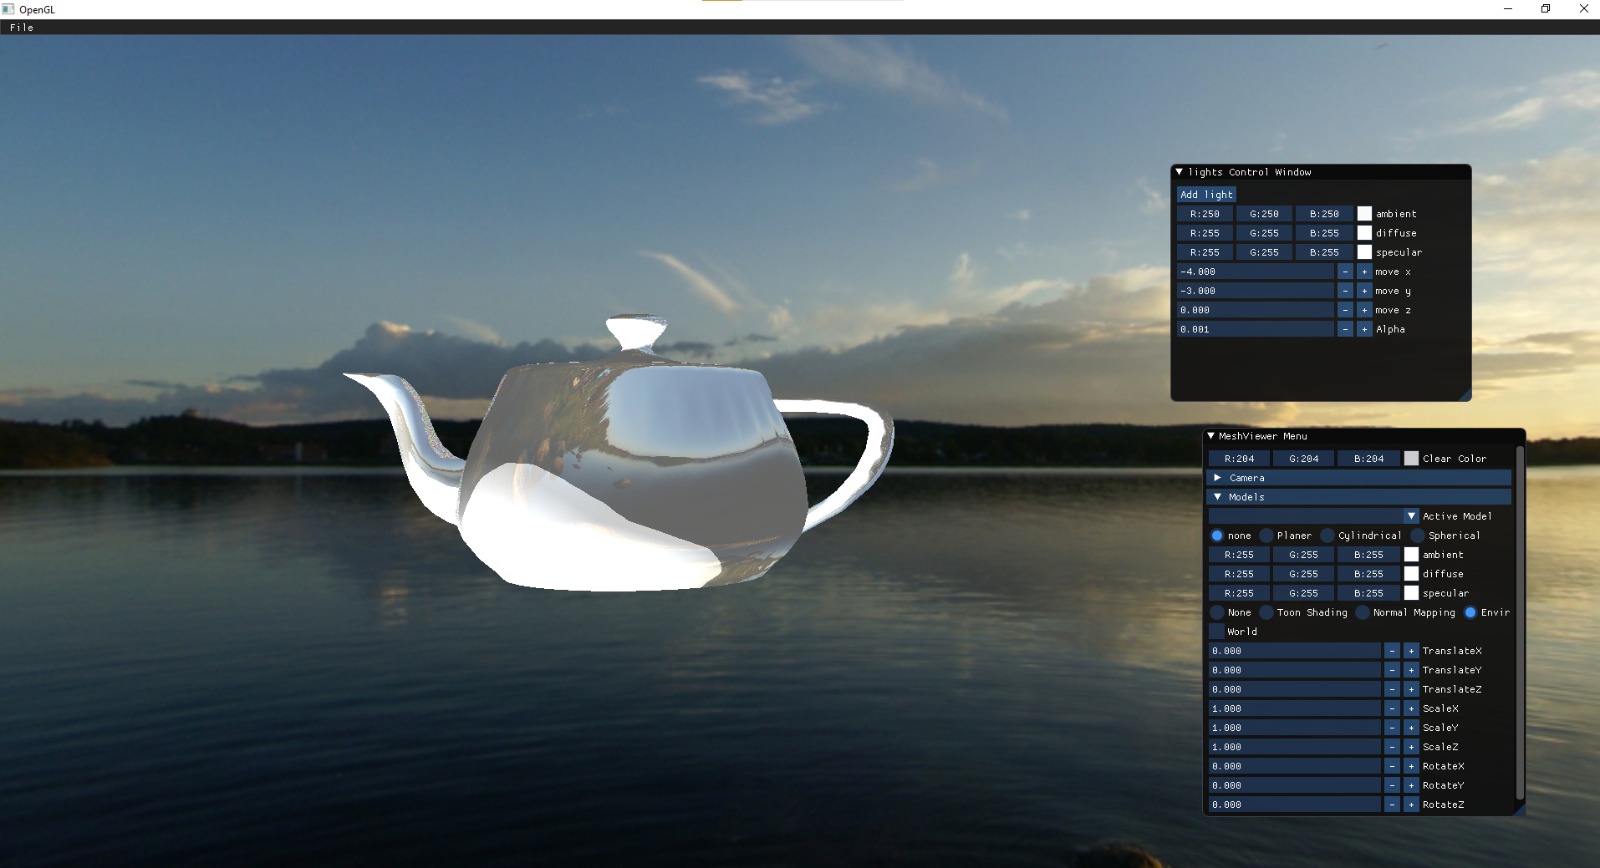 OpenGL
File
lights Control Window
Add light
R:250 G:250 B:250 ambient
R:255 G:255 B:255 diffuse
R:255 G:255 B:255 specular
-4.000 - + move x
-3.000 - + move y
0.000 - + move z
0.001 - + Alpha
MeshViewer Menu
R:204 G:204 B:204 Clear Color
Camera
Models
Active Model
none Planer Cylindrical Spherical
R:255 G:255 B:255 ambient
R:255 G:255 B:255 diffuse
R:255 G:255 B:255 specular
None Toon Shading Normal Mapping Envir
World
0.000 - + TranslateX
0.000 - + TranslateY
0.000 - + TranslateZ
1.000 - + ScaleX
1.000 - + ScaleY
1.000 - + ScaleZ
0.000 - + RotateX
0.000 - + RotateY
0.000 - + RotateZ